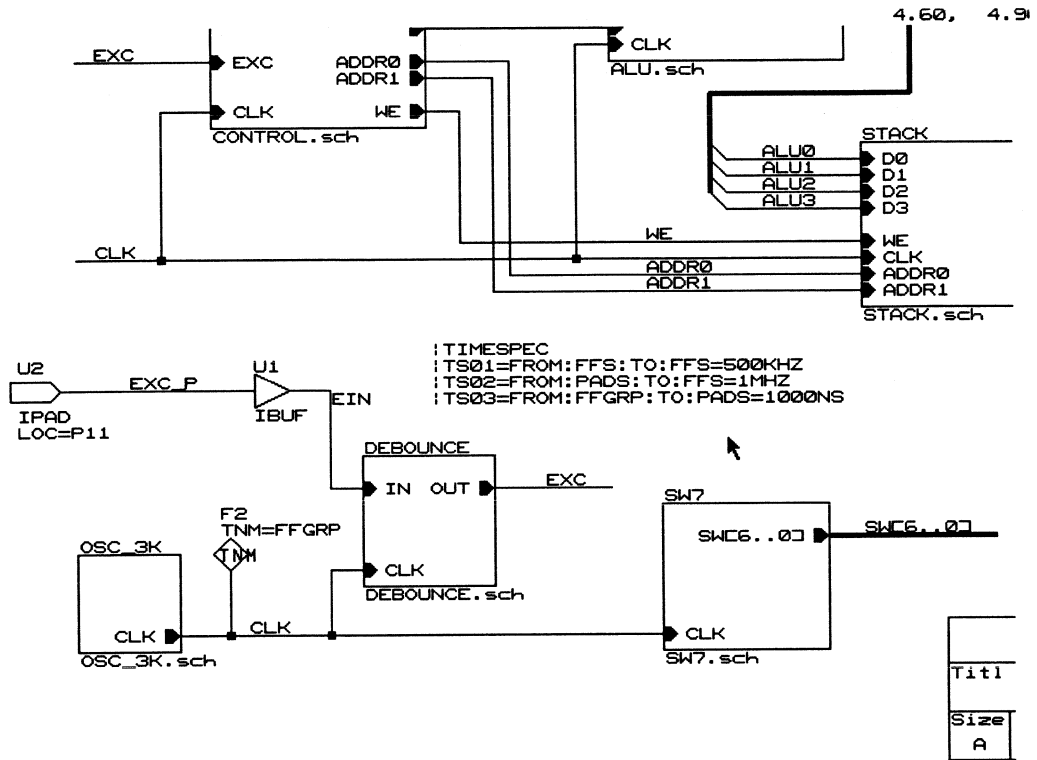 4.60, 4.9
EXC
EXC
CLK
ADDR0
ADDR1
WE
CONTROL.sch
CLK
ALU.sch
STACK
ALU0
ALU1
ALU2
ALU3
D0
D1
D2
D3
WE
CLK
ADDR0
ADDR1
STACK.sch
WE
ADDR0
ADDR1
CLK
U2
IPAD
LOC=P11
EXC_P
U1
IBUF
EIN
|TIMESPEC
|TS01=FROM:FFS:TO:FFS=500KHZ
|TS02=FROM:PADS:TO:FFS=1MHZ
|TS03=FROM:FFGRP:TO:PADS=1000NS
DEBOUNCE
IN OUT
CLK
DEBOUNCE.sch
EXC
F2
TNM=FFGRP
TNM
OSC_3K
CLK
OSC_3K.sch
CLK
SW7
SW[6..0]
CLK
SW7.sch
SW[6..0]
Titl
Size
A